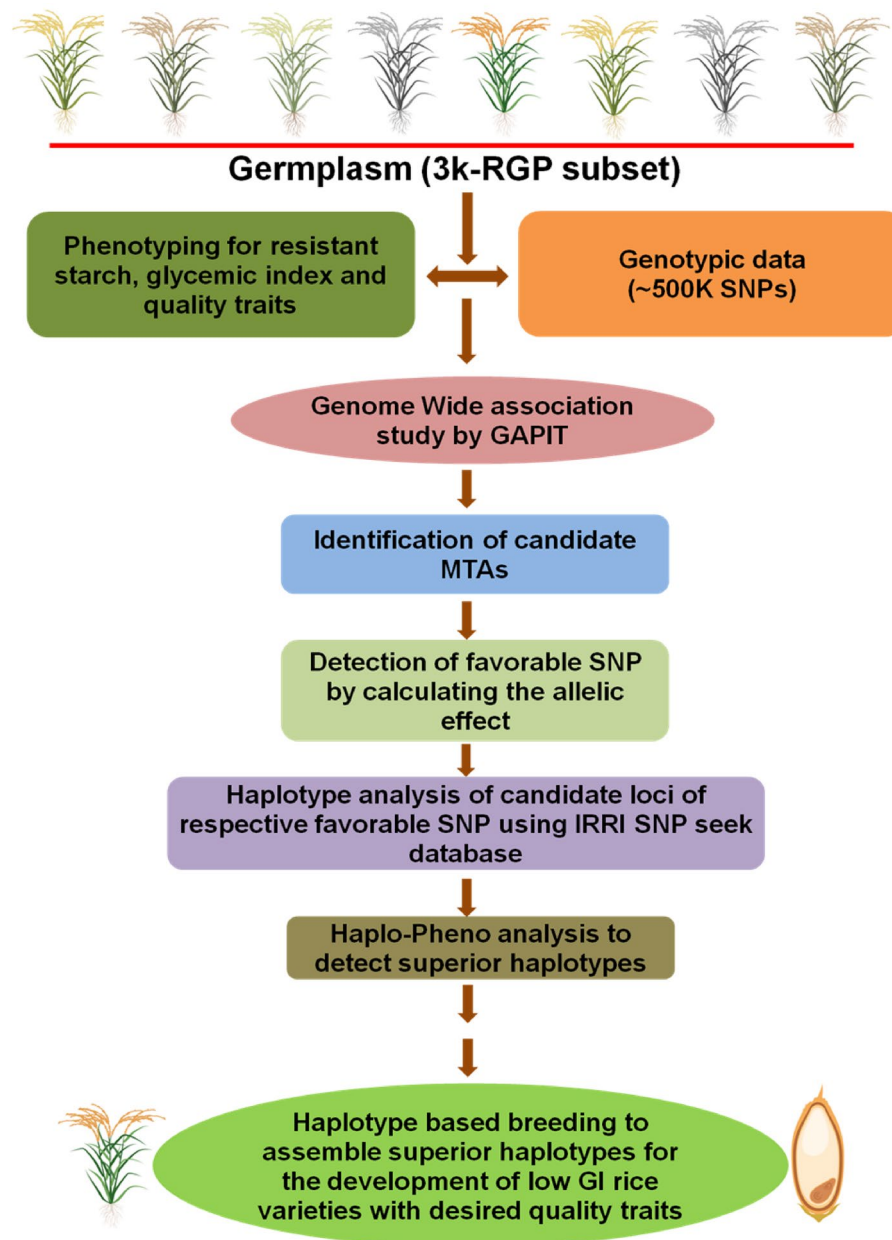 Germplasm (3k-RGP subset)
Phenotyping for resistant
starch, glycemic index and
quality traits
Genotypic data
(~500K SNPs)
Genome Wide association
study by GAPIT
Identification of candidate
MTAs
Detection of favorable SNP
by calculating the allelic
effect
Haplotype analysis of candidate loci of
respective favorable SNP using IRRI SNP seek
database
Haplo-Pheno analysis to
detect superior haplotypes
Haplotype based breeding to
assemble superior haplotypes for
the development of low GI rice
varieties with desired quality traits